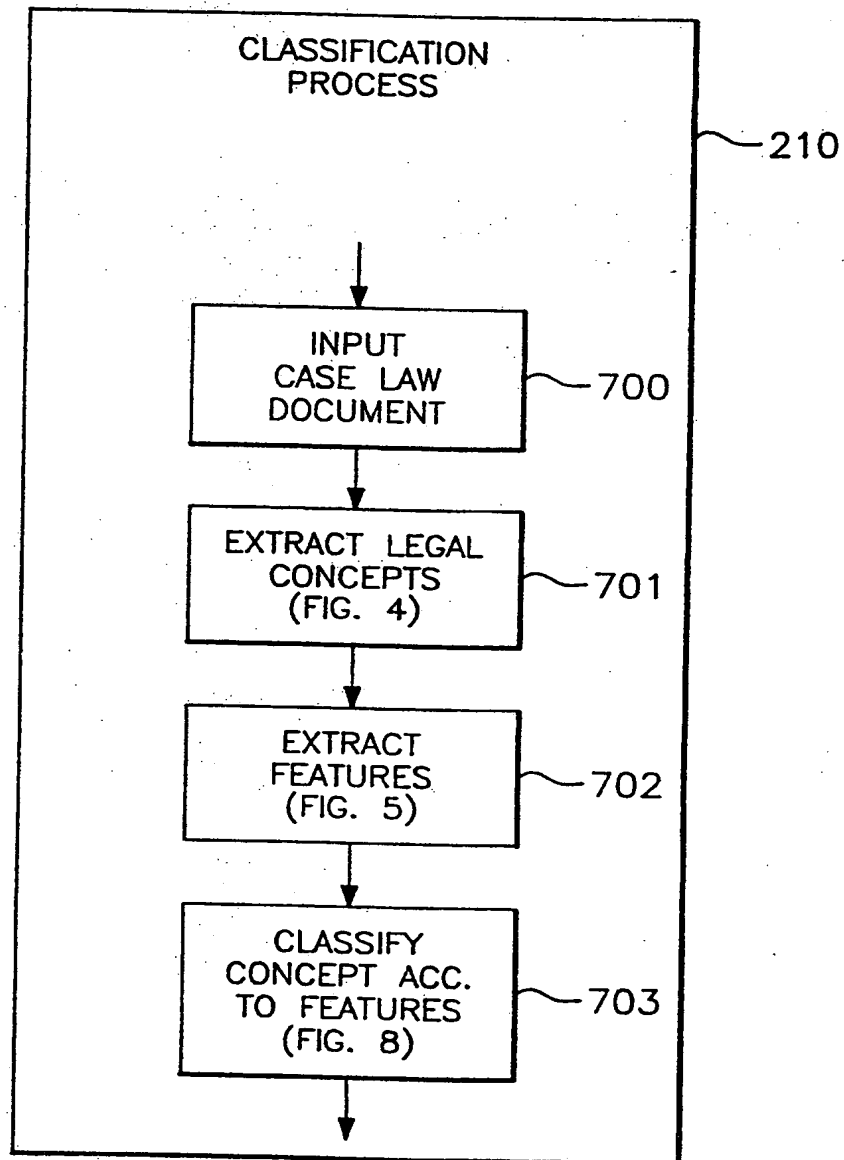 CLASSIFICATION
PROCESS
210
INPUT
CASE LAW
DOCUMENT
700
EXTRACT LEGAL
CONCEPTS
(FIG. 4)
701
EXTRACT
FEATURES
(FIG. 5)
702
CLASSIFY
CONCEPT ACC.
TO FEATURES
(FIG. 8)
703